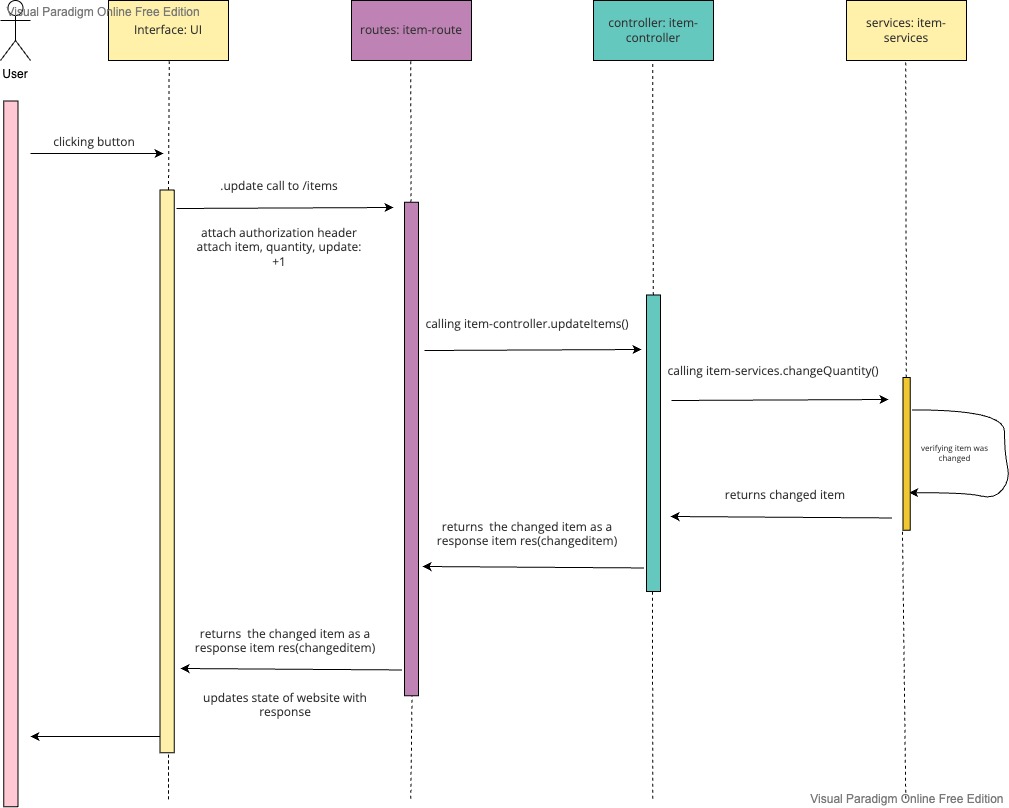 Visual Paradigm Online Free Edition
User
Interface: UI
routes: item-route
controller: item-
controller
services: item-
services
clicking button
.update call to /items
attach authorization header
attach item, quantity, update:
+1
calling item-controller.updateItems()
calling item-services.changeQuantity()
verifying item was
changed
returns changed item
returns  the changed item as a
response item res(changeditem)
returns  the changed item as a
response item res(changeditem)
updates state of website with
response
Visual Paradigm Online Free Edition